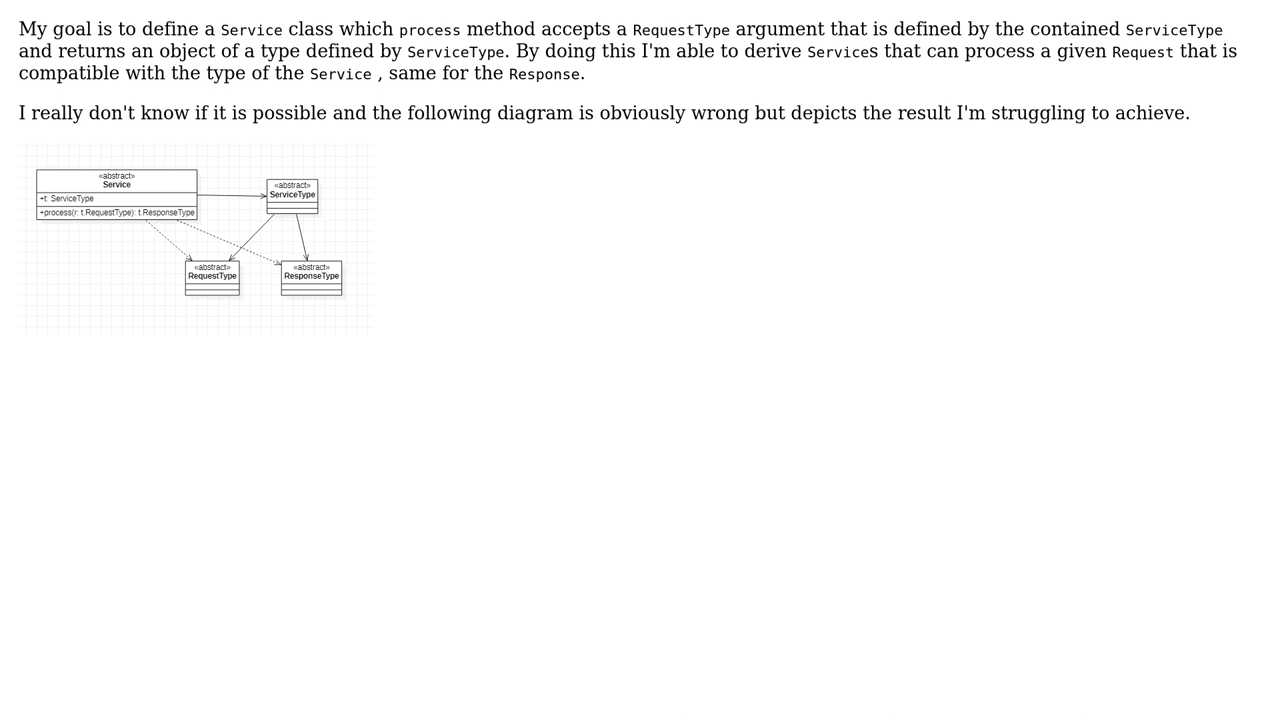 My goal is to define a Service class which process method accepts a RequestType argument that is defined by the contained ServiceType
and returns an object of a type defined by ServiceType. By doing this I'm able to derive Services that can process a given Request that is
compatible with the type of the Service , same for the Response.
I really don't know if it is possible and the following diagram is obviously wrong but depicts the result I'm struggling to achieve.
«abstract»
Service
+t: ServiceType
+process(r: t.RequestType): t.ResponseType
«abstract»
ServiceType
«abstract»
RequestType
«abstract»
ResponseType